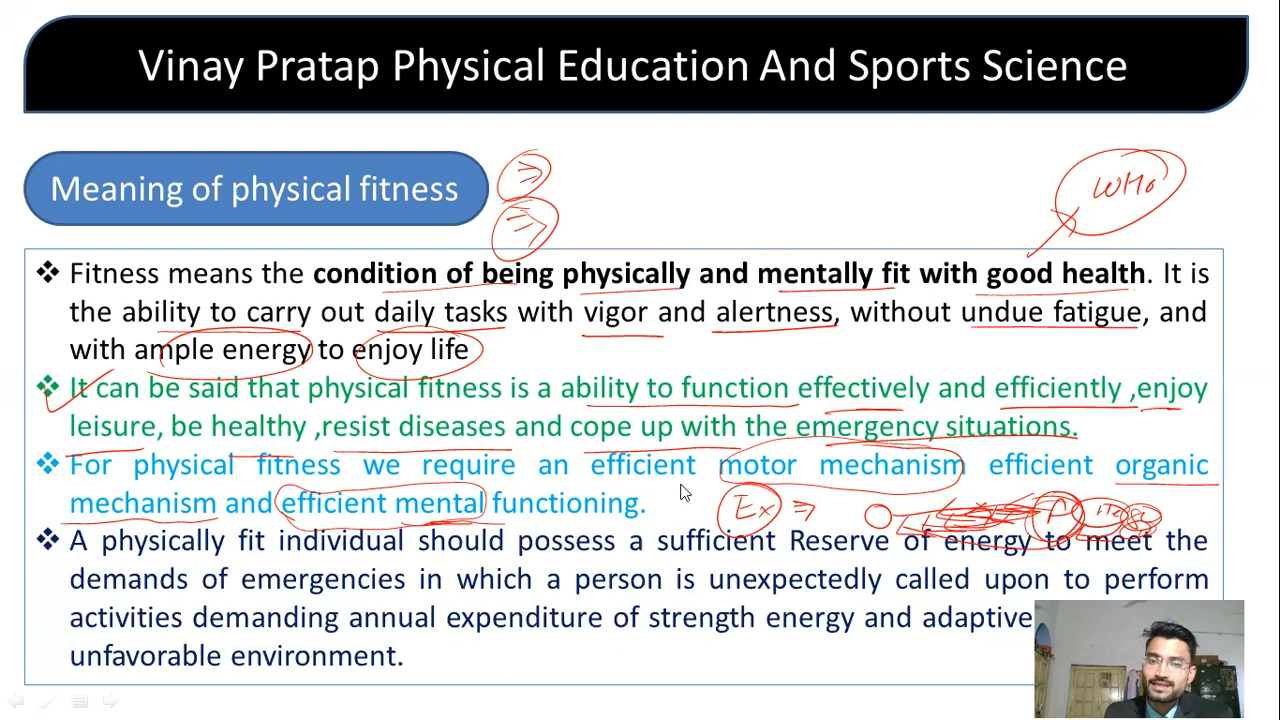 Vinay Pratap Physical Education And Sports Science
Meaning of physical fitness
WHO
❖ Fitness means the condition of being physically and mentally fit with good health. It is
the ability to carry out daily tasks with vigor and alertness, without undue fatigue, and
with ample energy to enjoy life
❖ It can be said that physical fitness is a ability to function effectively and efficiently ,enjoy
leisure, be healthy ,resist diseases and cope up with the emergency situations.
❖ For physical fitness we require an efficient motor mechanism efficient organic
mechanism and efficient mental functioning.
Ex ⇒
❖ A physically fit individual should possess a sufficient Reserve of energy to meet the
demands of emergencies in which a person is unexpectedly called upon to perform
activities demanding annual expenditure of strength energy and adaptive
unfavorable environment.